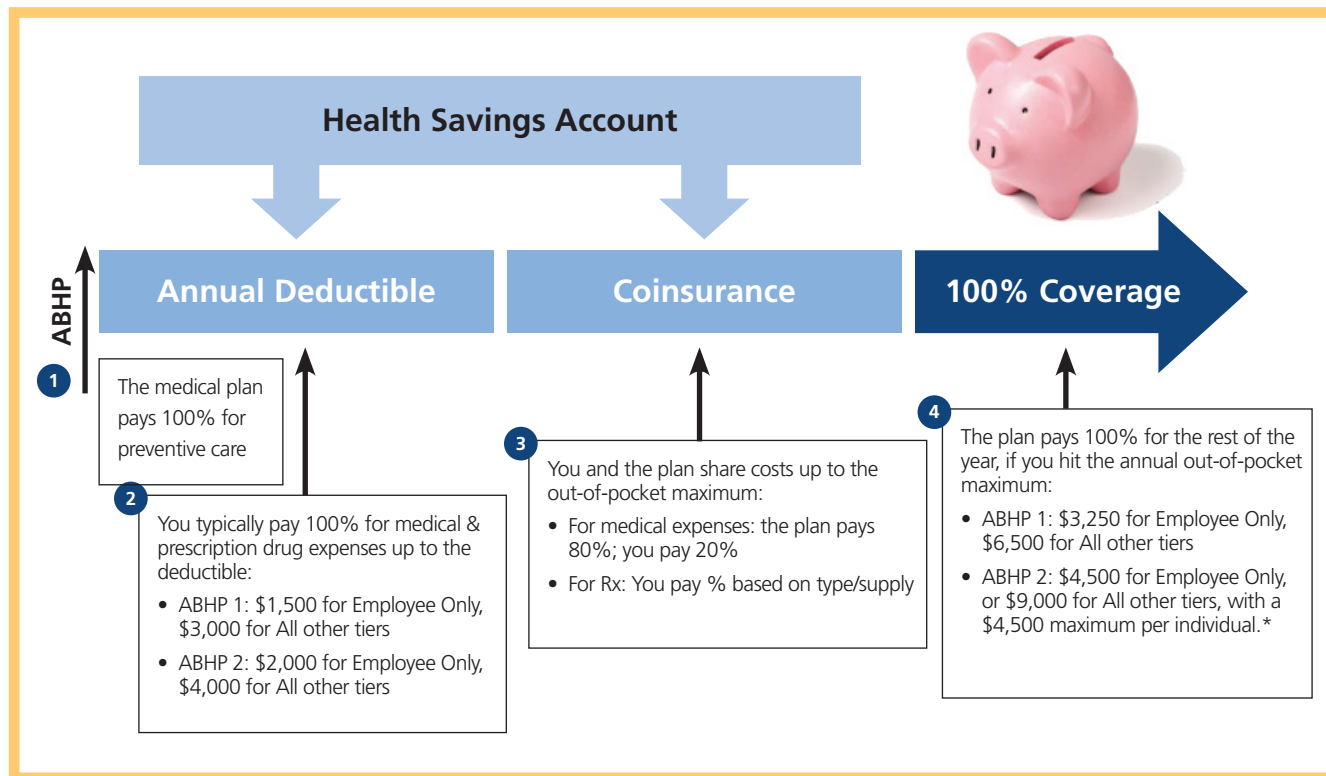 Health Savings Account
ABHP
Annual Deductible
Coinsurance
100% Coverage
1
The medical plan
pays 100% for
preventive care
2
You typically pay 100% for medical &
prescription drug expenses up to the
deductible:
• ABHP 1: $1,500 for Employee Only,
$3,000 for All other tiers
• ABHP 2: $2,000 for Employee Only,
$4,000 for All other tiers
3
You and the plan share costs up to the
out-of-pocket maximum:
• For medical expenses: the plan pays
80%; you pay 20%
• For Rx: You pay % based on type/supply
4
The plan pays 100% for the rest of the
year, if you hit the annual out-of-pocket
maximum:
• ABHP 1: $3,250 for Employee Only,
$6,500 for All other tiers
• ABHP 2: $4,500 for Employee Only,
or $9,000 for All other tiers, with a
$4,500 maximum per individual.*